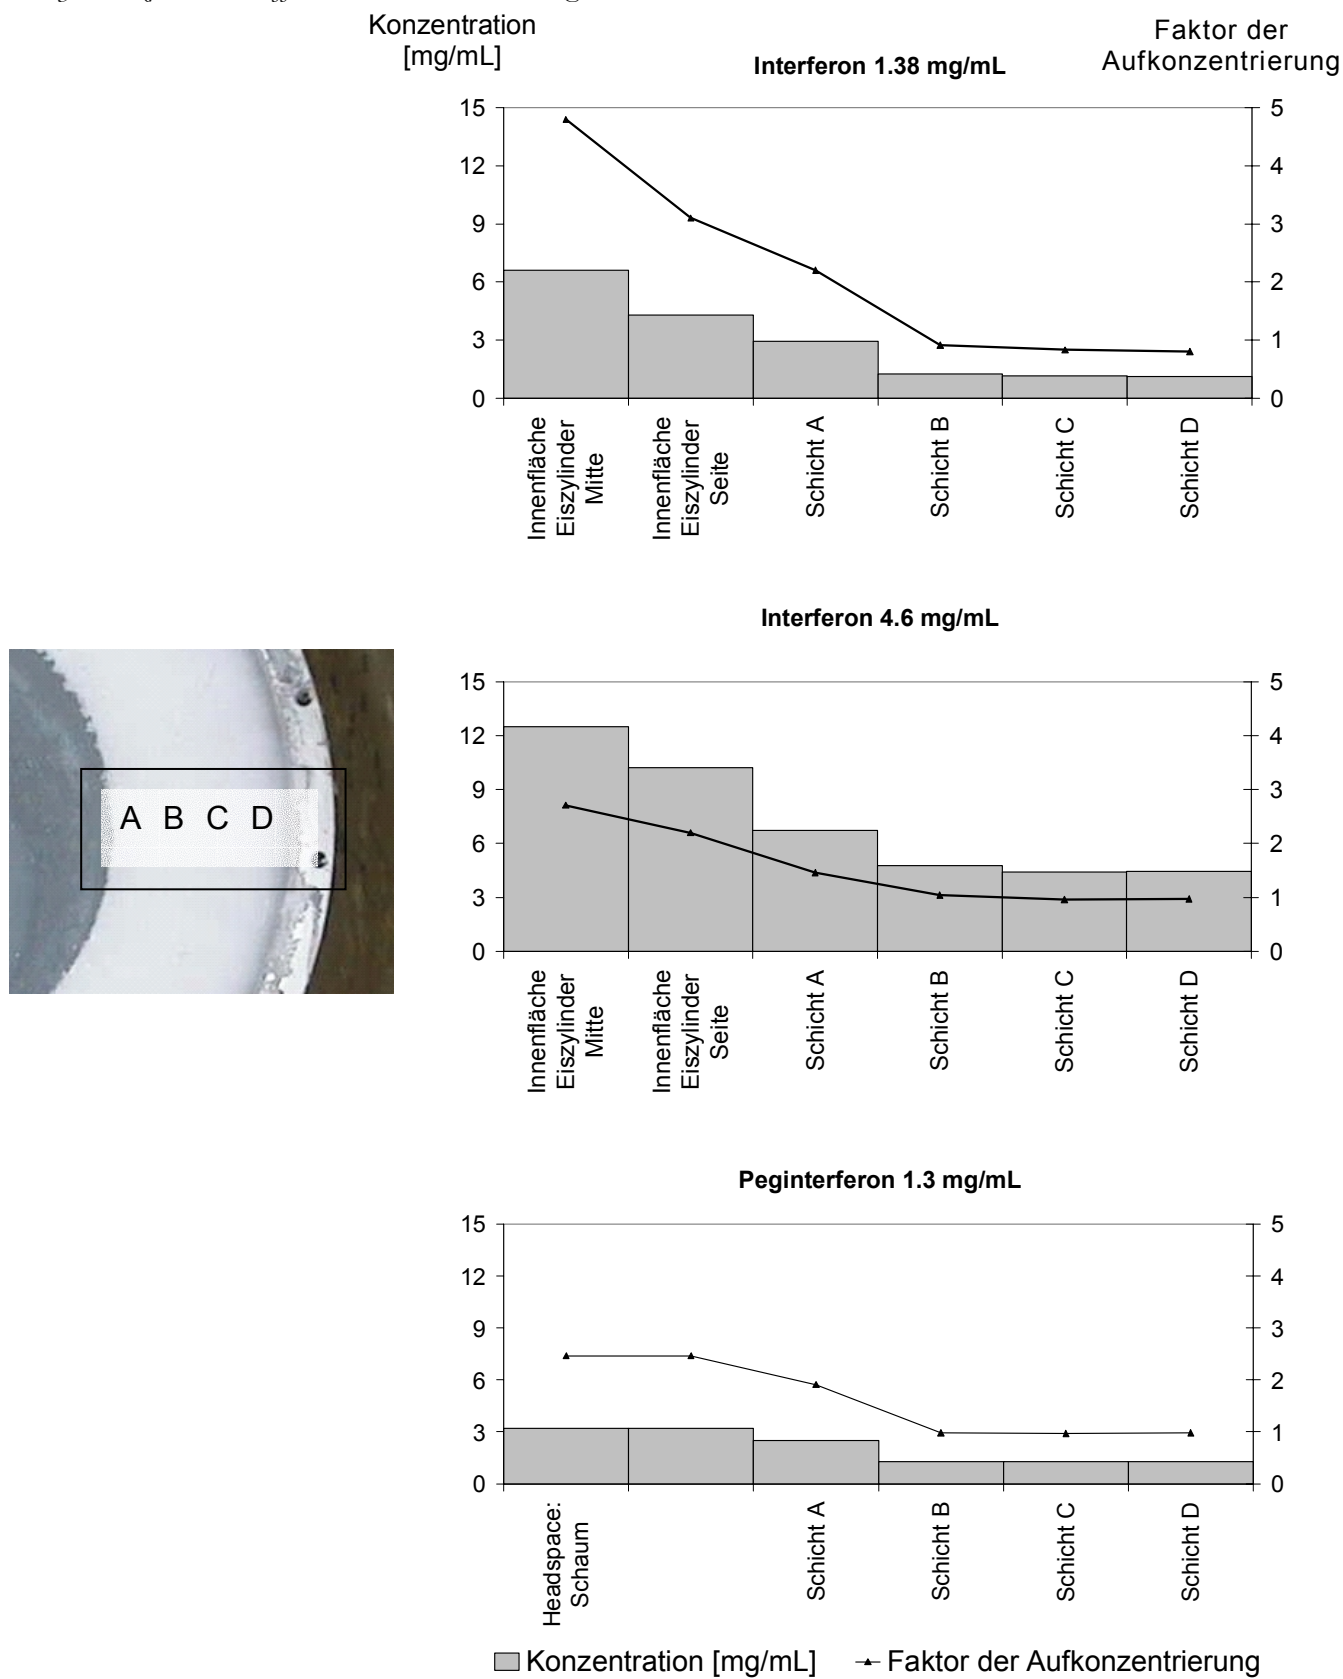 Konzentration
[mg/mL]
Faktor der
Aufkonzentrierung
Interferon 1.38 mg/mL
15
12
9
6
3
0
5
4
3
2
1
0
Innenfläche
Eiszylinder
Mitte
Innenfläche
Eiszylinder
Seite
Schicht A
Schicht B
Schicht C
Schicht D
Interferon 4.6 mg/mL
A B C D
15
12
9
6
3
0
5
4
3
2
1
0
Innenfläche
Eiszylinder
Mitte
Innenfläche
Eiszylinder
Seite
Schicht A
Schicht B
Schicht C
Schicht D
Peginterferon 1.3 mg/mL
15
12
9
6
3
0
5
4
3
2
1
0
Headspace:
Schaum
Schicht A
Schicht B
Schicht C
Schicht D
Konzentration [mg/mL]
Faktor der Aufkonzentrierung